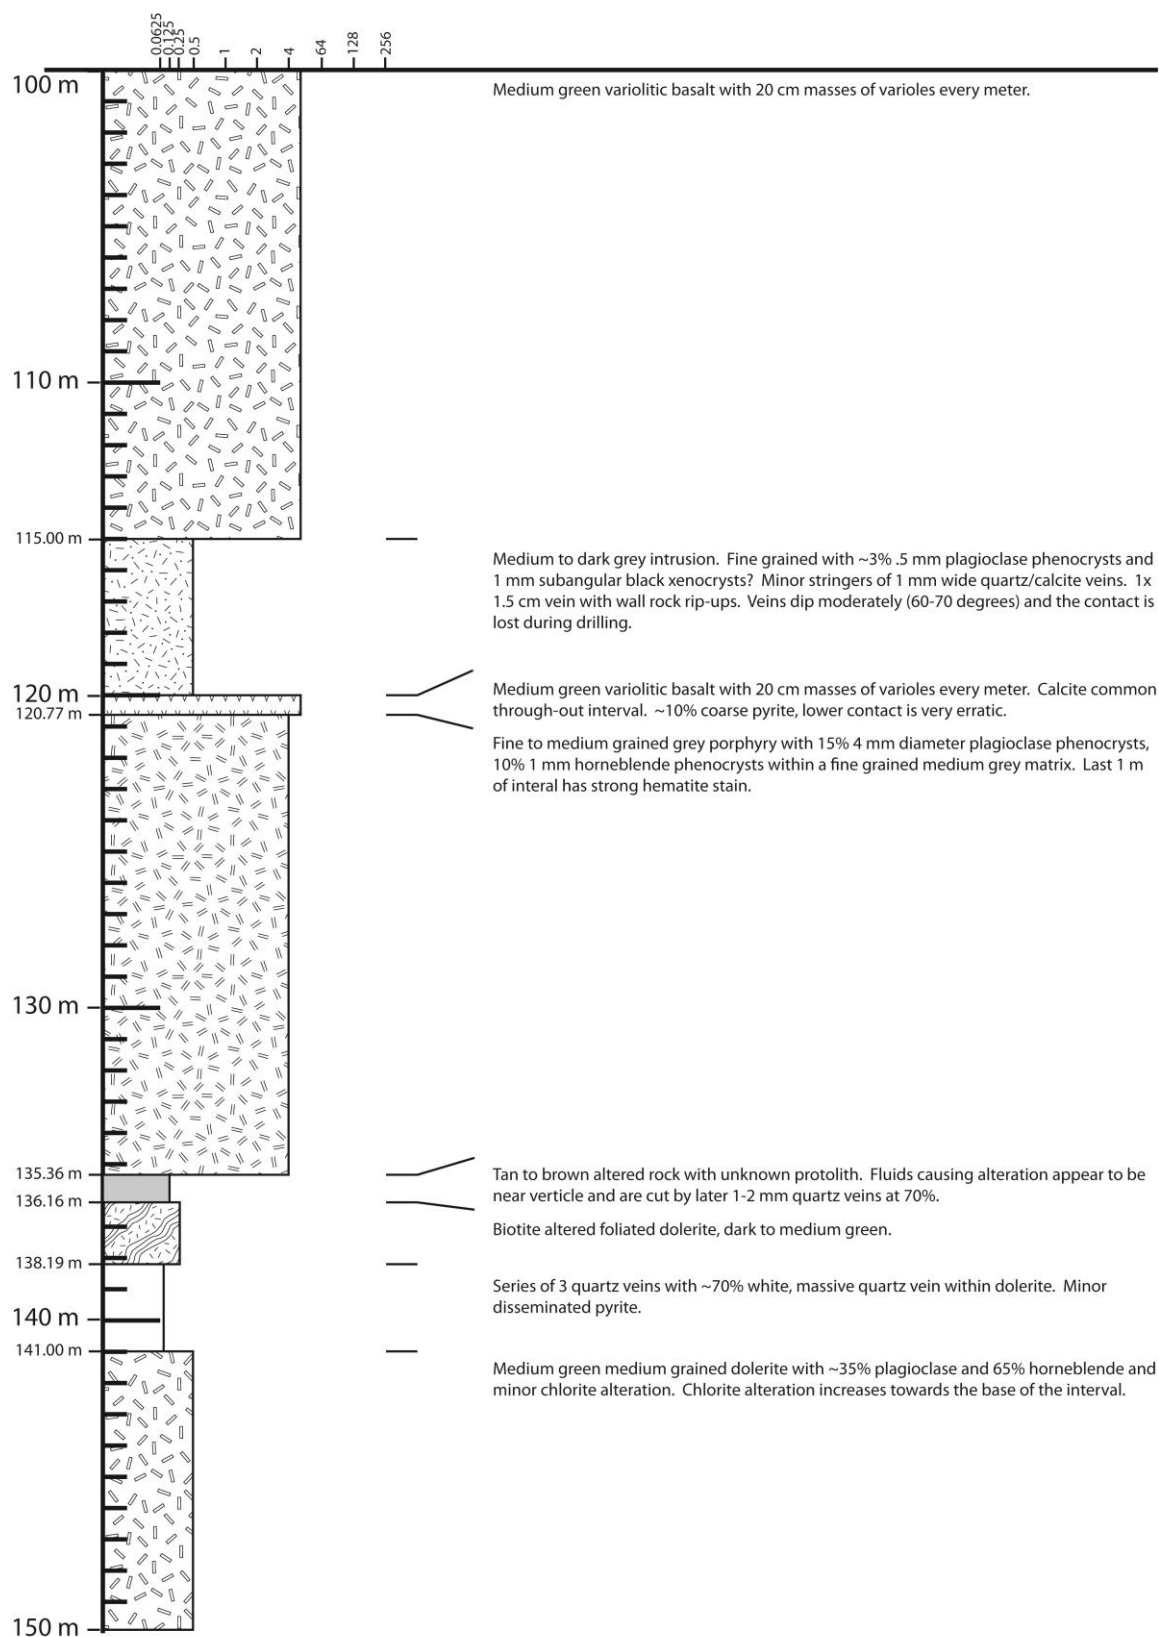 0.0625
0.125
0.25
0.5
1
2
4
64
128
256
100 m
Medium green variolitic basalt with 20 cm masses of varioles every meter.
110 m
115.00 m
Medium to dark grey intrusion. Fine grained with ~3% .5 mm plagioclase phenocrysts and
1 mm subangular black xenocrysts? Minor stringers of 1 mm wide quartz/calcite veins. 1x
1.5 cm vein with wall rock rip-ups. Veins dip moderately (60-70 degrees) and the contact is
lost during drilling.
120 m
Medium green variolitic basalt with 20 cm masses of varioles every meter. Calcite common
through-out interval. ~10% coarse pyrite, lower contact is very erratic.
120.77 m
Fine to medium grained grey porphyry with 15% 4 mm diameter plagioclase phenocrysts,
10% 1 mm horneblende phenocrysts within a fine grained medium grey matrix. Last 1 m
of interal has strong hematite stain.
130 m
135.36 m
Tan to brown altered rock with unknown protolith. Fluids causing alteration appear to be
near verticle and are cut by later 1-2 mm quartz veins at 70%.
136.16 m
Biotite altered foliated dolerite, dark to medium green.
138.19 m
Series of 3 quartz veins with ~70% white, massive quartz vein within dolerite. Minor
disseminated pyrite.
140 m
141.00 m
Medium green medium grained dolerite with ~35% plagioclase and 65% horneblende and
minor chlorite alteration. Chlorite alteration increases towards the base of the interval.
150 m